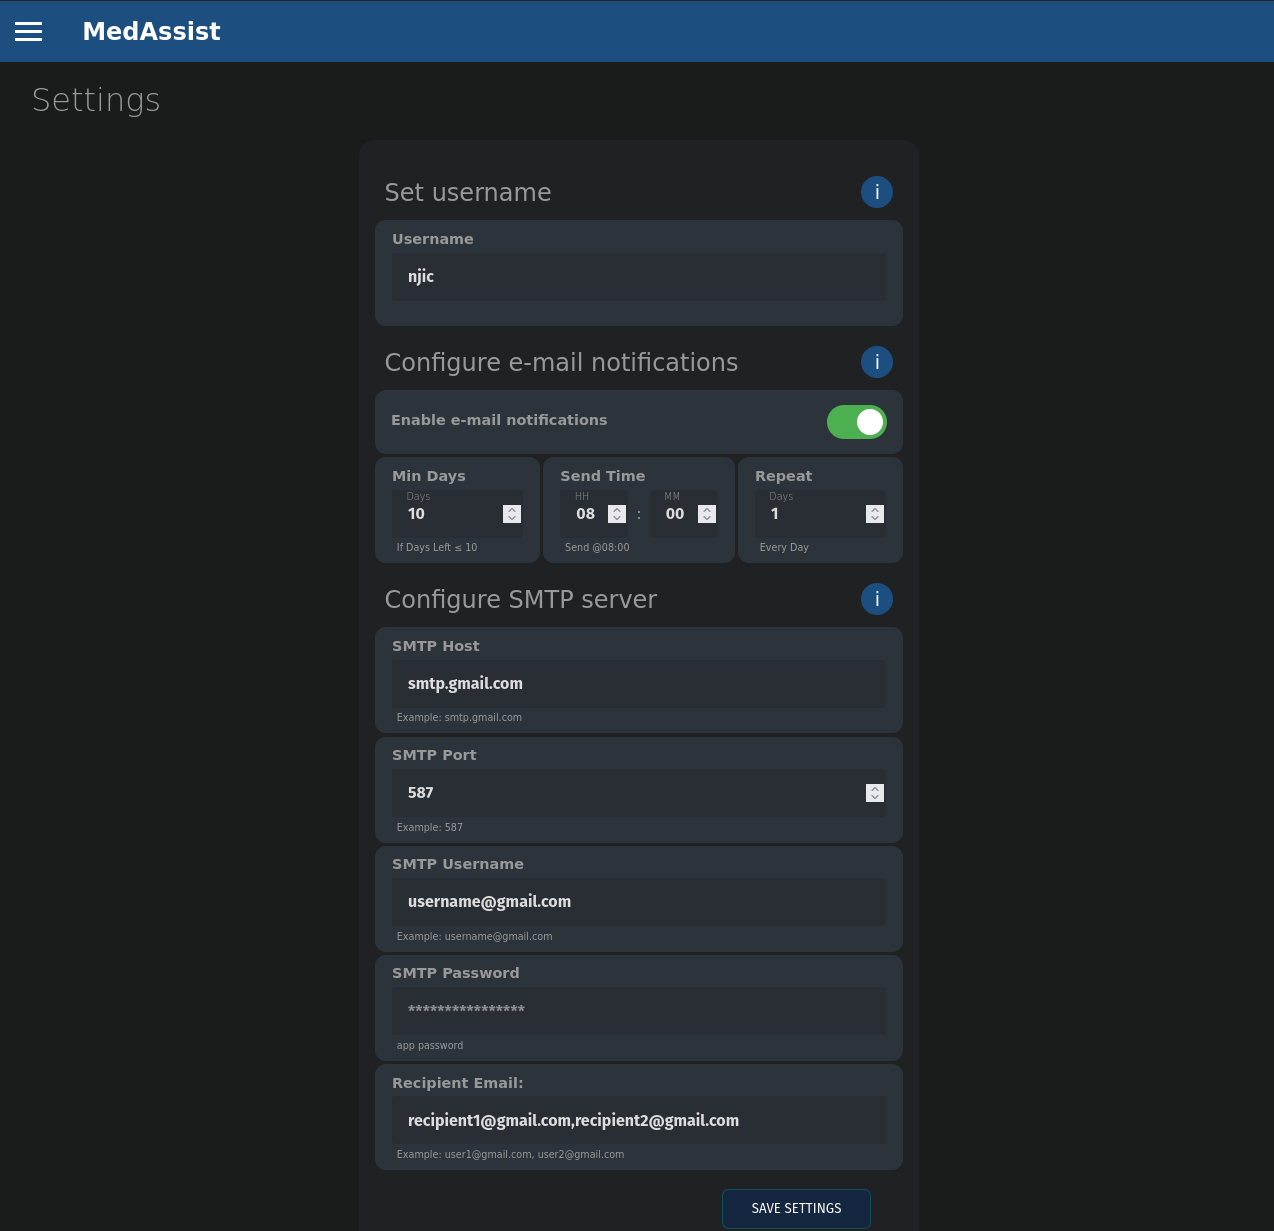 MedAssist
Settings
Set username
i
Username
njic
Configure e-mail notifications
i
Enable e-mail notifications
Min Days
Days
10
If Days Left ≤ 10
Send Time
HH
08
:
MM
00
Send @08:00
Repeat
Days
1
Every Day
Configure SMTP server
i
SMTP Host
smtp.gmail.com
Example: smtp.gmail.com
SMTP Port
587
Example: 587
SMTP Username
username@gmail.com
Example: username@gmail.com
SMTP Password
****************
app password
Recipient Email:
recipient1@gmail.com,recipient2@gmail.com
Example: user1@gmail.com, user2@gmail.com
SAVE SETTINGS